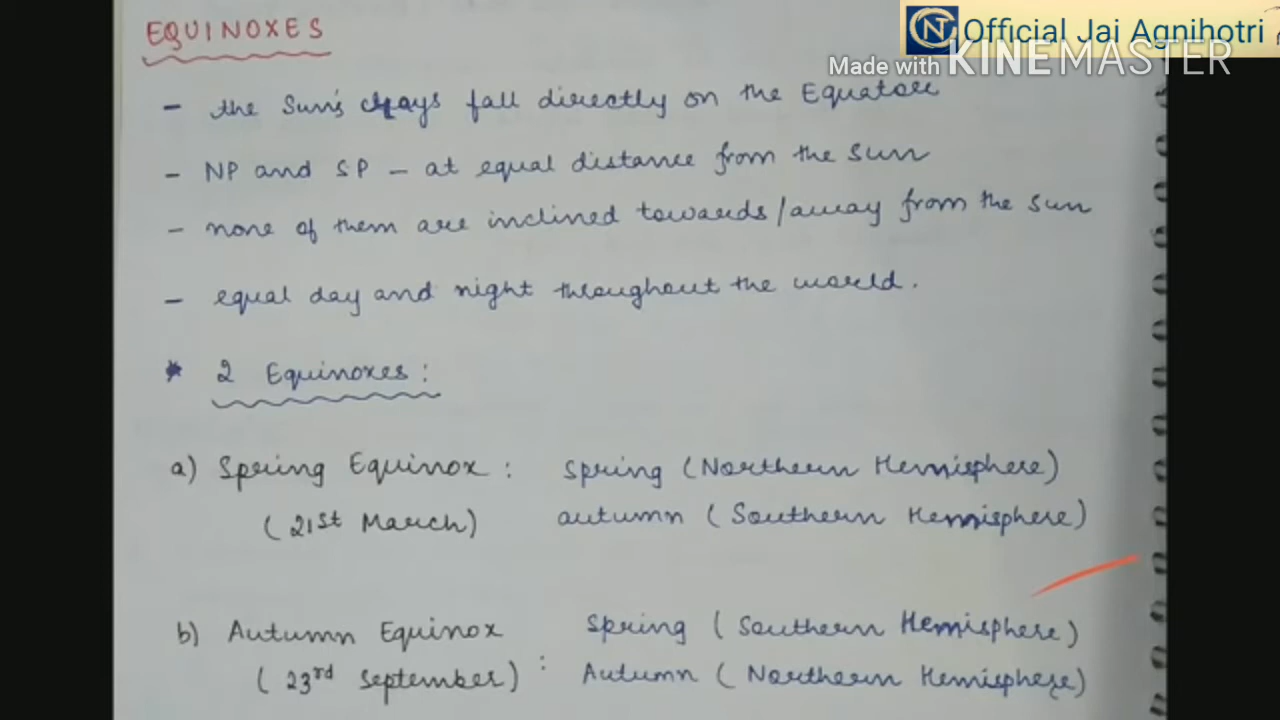 EQUINOXES
Official Jai Agnihotri
Made with KINEMASTER
- the Sun's rays fall directly on the Equator
- NP and SP - at equal distance from the sun
- none of them are inclined towards/away from the sun
- equal day and night throughout the world.
* 2 Equinoxes:
a) Spring Equinox : spring (Northern Hemisphere)
(21st March) autumn (Southern Hemisphere)
b) Autumn Equinox spring (Southern Hemisphere)
(23rd September) : Autumn (Northern Hemisphere)